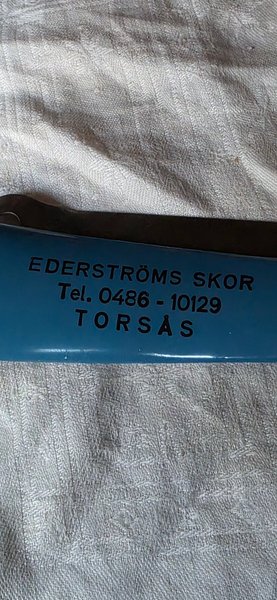 EDERSTRÖMS SKOR
Tel. 0486 - 10129
TORSÅS